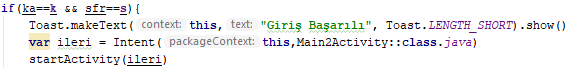 if(ka==k && sfr==s){
Toast.makeText( context: this, text: "Giriş Başarılı", Toast.LENGTH_SHORT).show()
var ileri = Intent( packageContext: this,Main2Activity::class.java)
startActivity(ileri)